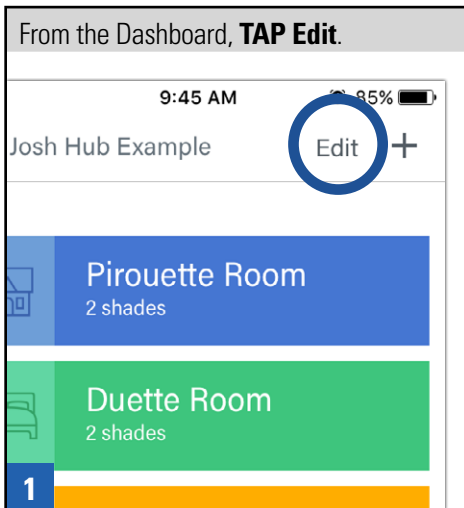 From the Dashboard, TAP Edit.
9:45 AM 85%
Josh Hub Example Edit +
Pirouette Room
2 shades
Duette Room
2 shades
1